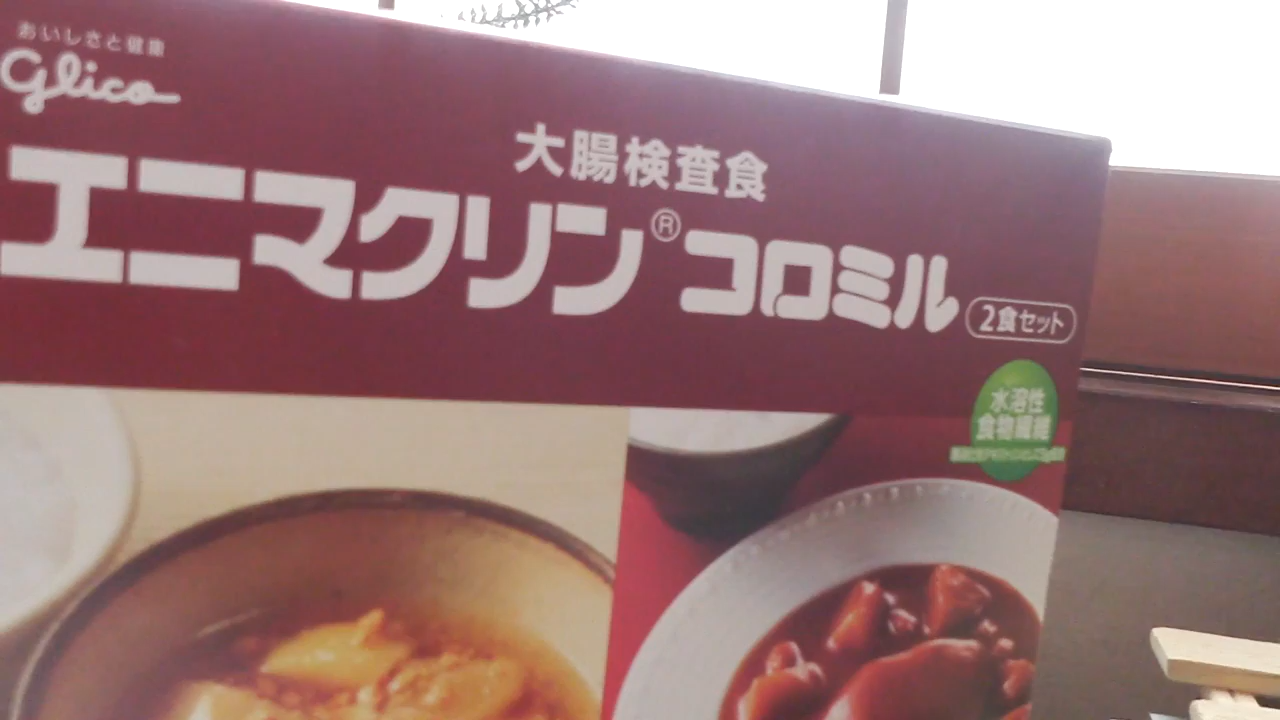 おいしさと健康
Glico
大腸検査食
エニマクリン®コロミル
2食セット
水溶性
食物繊維